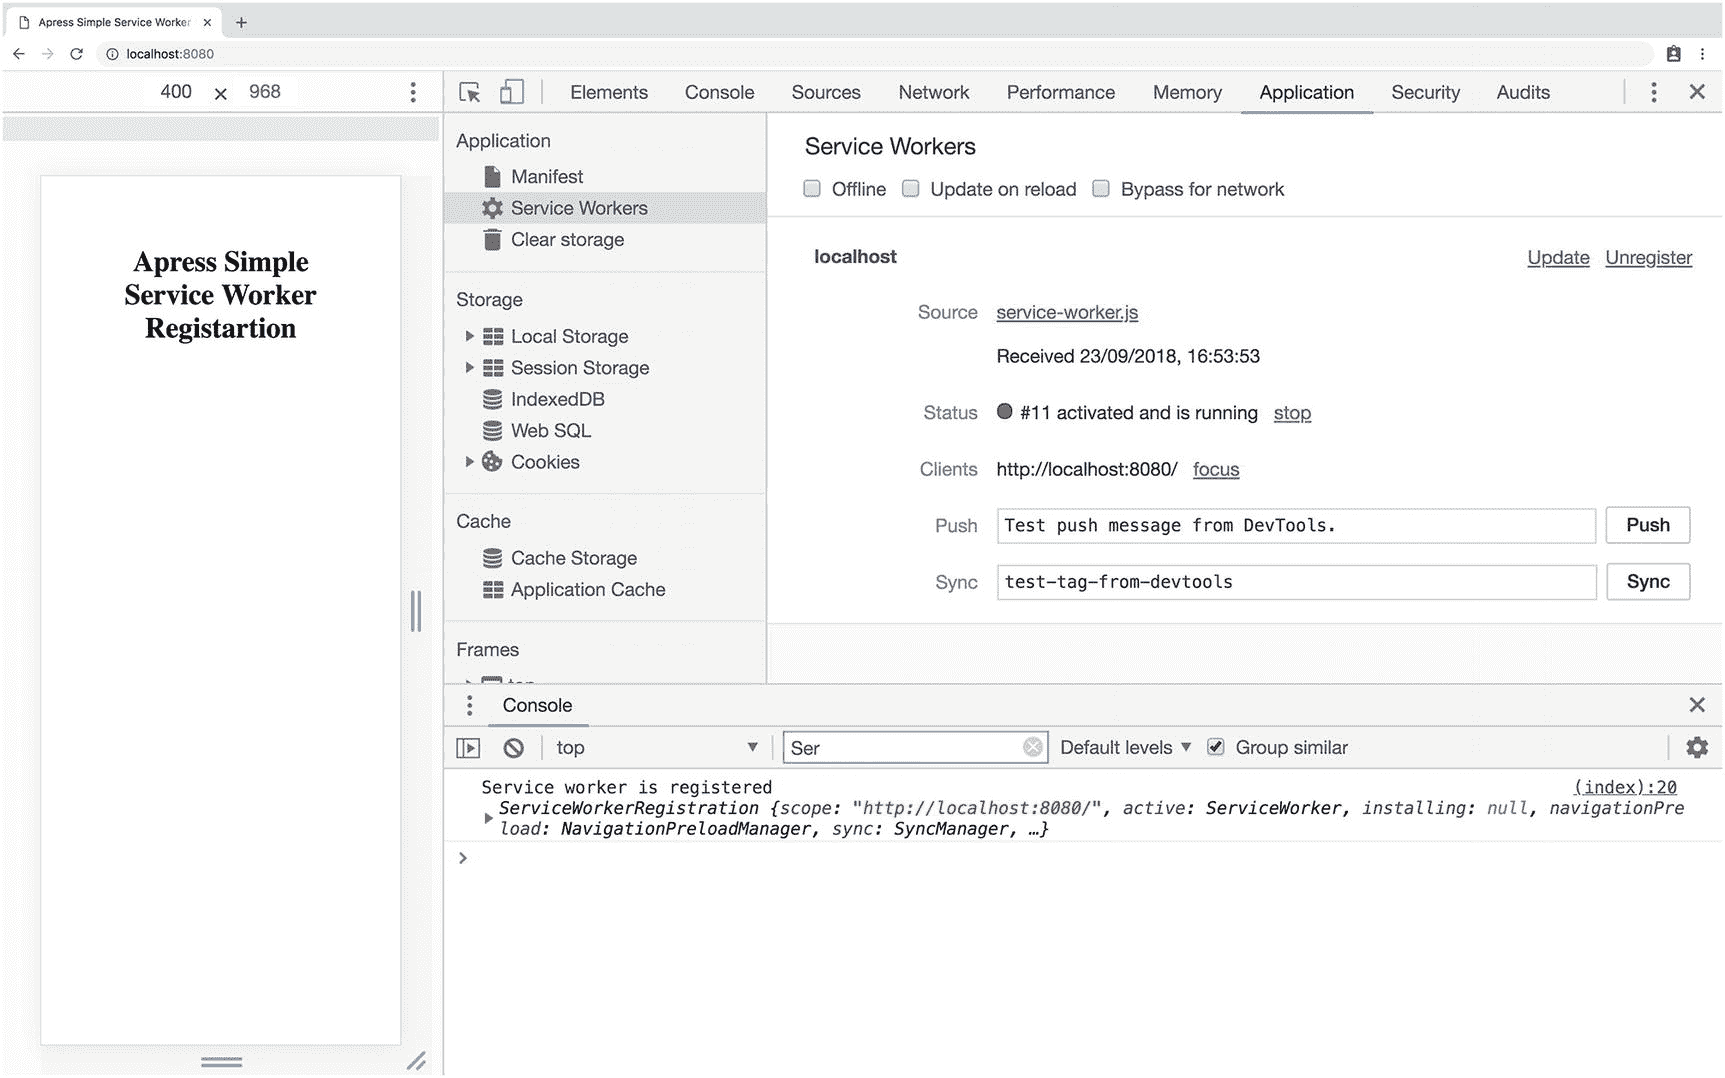 Apress Simple Service Worker
localhost:8080
400 × 968
Elements Console Sources Network Performance Memory Application Security Audits
Apress Simple
Service Worker
Registartion
Application
Manifest
Service Workers
Clear storage
Storage
Local Storage
Session Storage
IndexedDB
Web SQL
Cookies
Cache
Cache Storage
Application Cache
Frames
Service Workers
Offline Update on reload Bypass for network
localhost Update Unregister
Source service-worker.js
Received 23/09/2018, 16:53:53
Status #11 activated and is running stop
Clients http://localhost:8080/ focus
Push Test push message from DevTools. Push
Sync test-tag-from-devtools Sync
Console
top Ser Default levels Group similar
Service worker is registered (index):20
ServiceWorkerRegistration {scope: "http://localhost:8080/", active: ServiceWorker, installing: null, navigationPre
load: NavigationPreloadManager, sync: SyncManager, …}